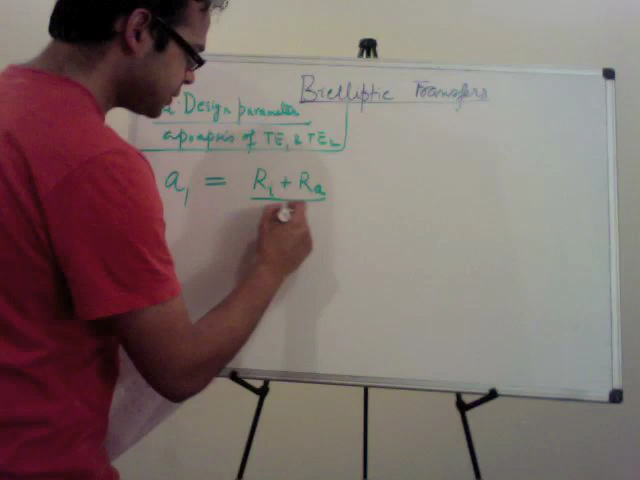 Bielliptic Transfers
Design parameter
apoapsis of TE₁ & TE₂
a₁ = R₁ + Rₐ